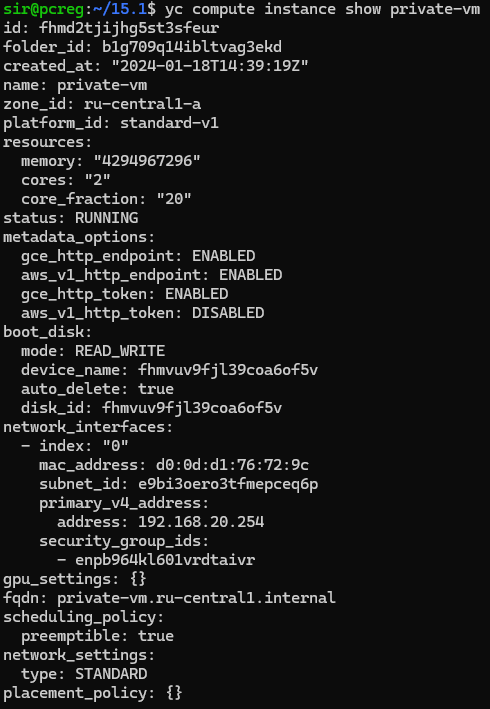 sir@pcreg:~/15.1$ yc compute instance show private-vm
id: fhmd2tjijhg5st3sfeur
folder_id: b1g709q14ibltvag3ekd
created_at: "2024-01-18T14:39:19Z"
name: private-vm
zone_id: ru-central1-a
platform_id: standard-v1
resources:
  memory: "4294967296"
  cores: "2"
  core_fraction: "20"
status: RUNNING
metadata_options:
  gce_http_endpoint: ENABLED
  aws_v1_http_endpoint: ENABLED
  gce_http_token: ENABLED
  aws_v1_http_token: DISABLED
boot_disk:
  mode: READ_WRITE
  device_name: fhmvuv9fjl39coa6of5v
  auto_delete: true
  disk_id: fhmvuv9fjl39coa6of5v
network_interfaces:
  - index: "0"
    mac_address: d0:0d:d1:76:72:9c
    subnet_id: e9bi3oero3tfmepceq6p
    primary_v4_address:
      address: 192.168.20.254
    security_group_ids:
      - enpb964kl601vrdtaivr
gpu_settings: {}
fqdn: private-vm.ru-central1.internal
scheduling_policy:
  preemptible: true
network_settings:
  type: STANDARD
placement_policy: {}